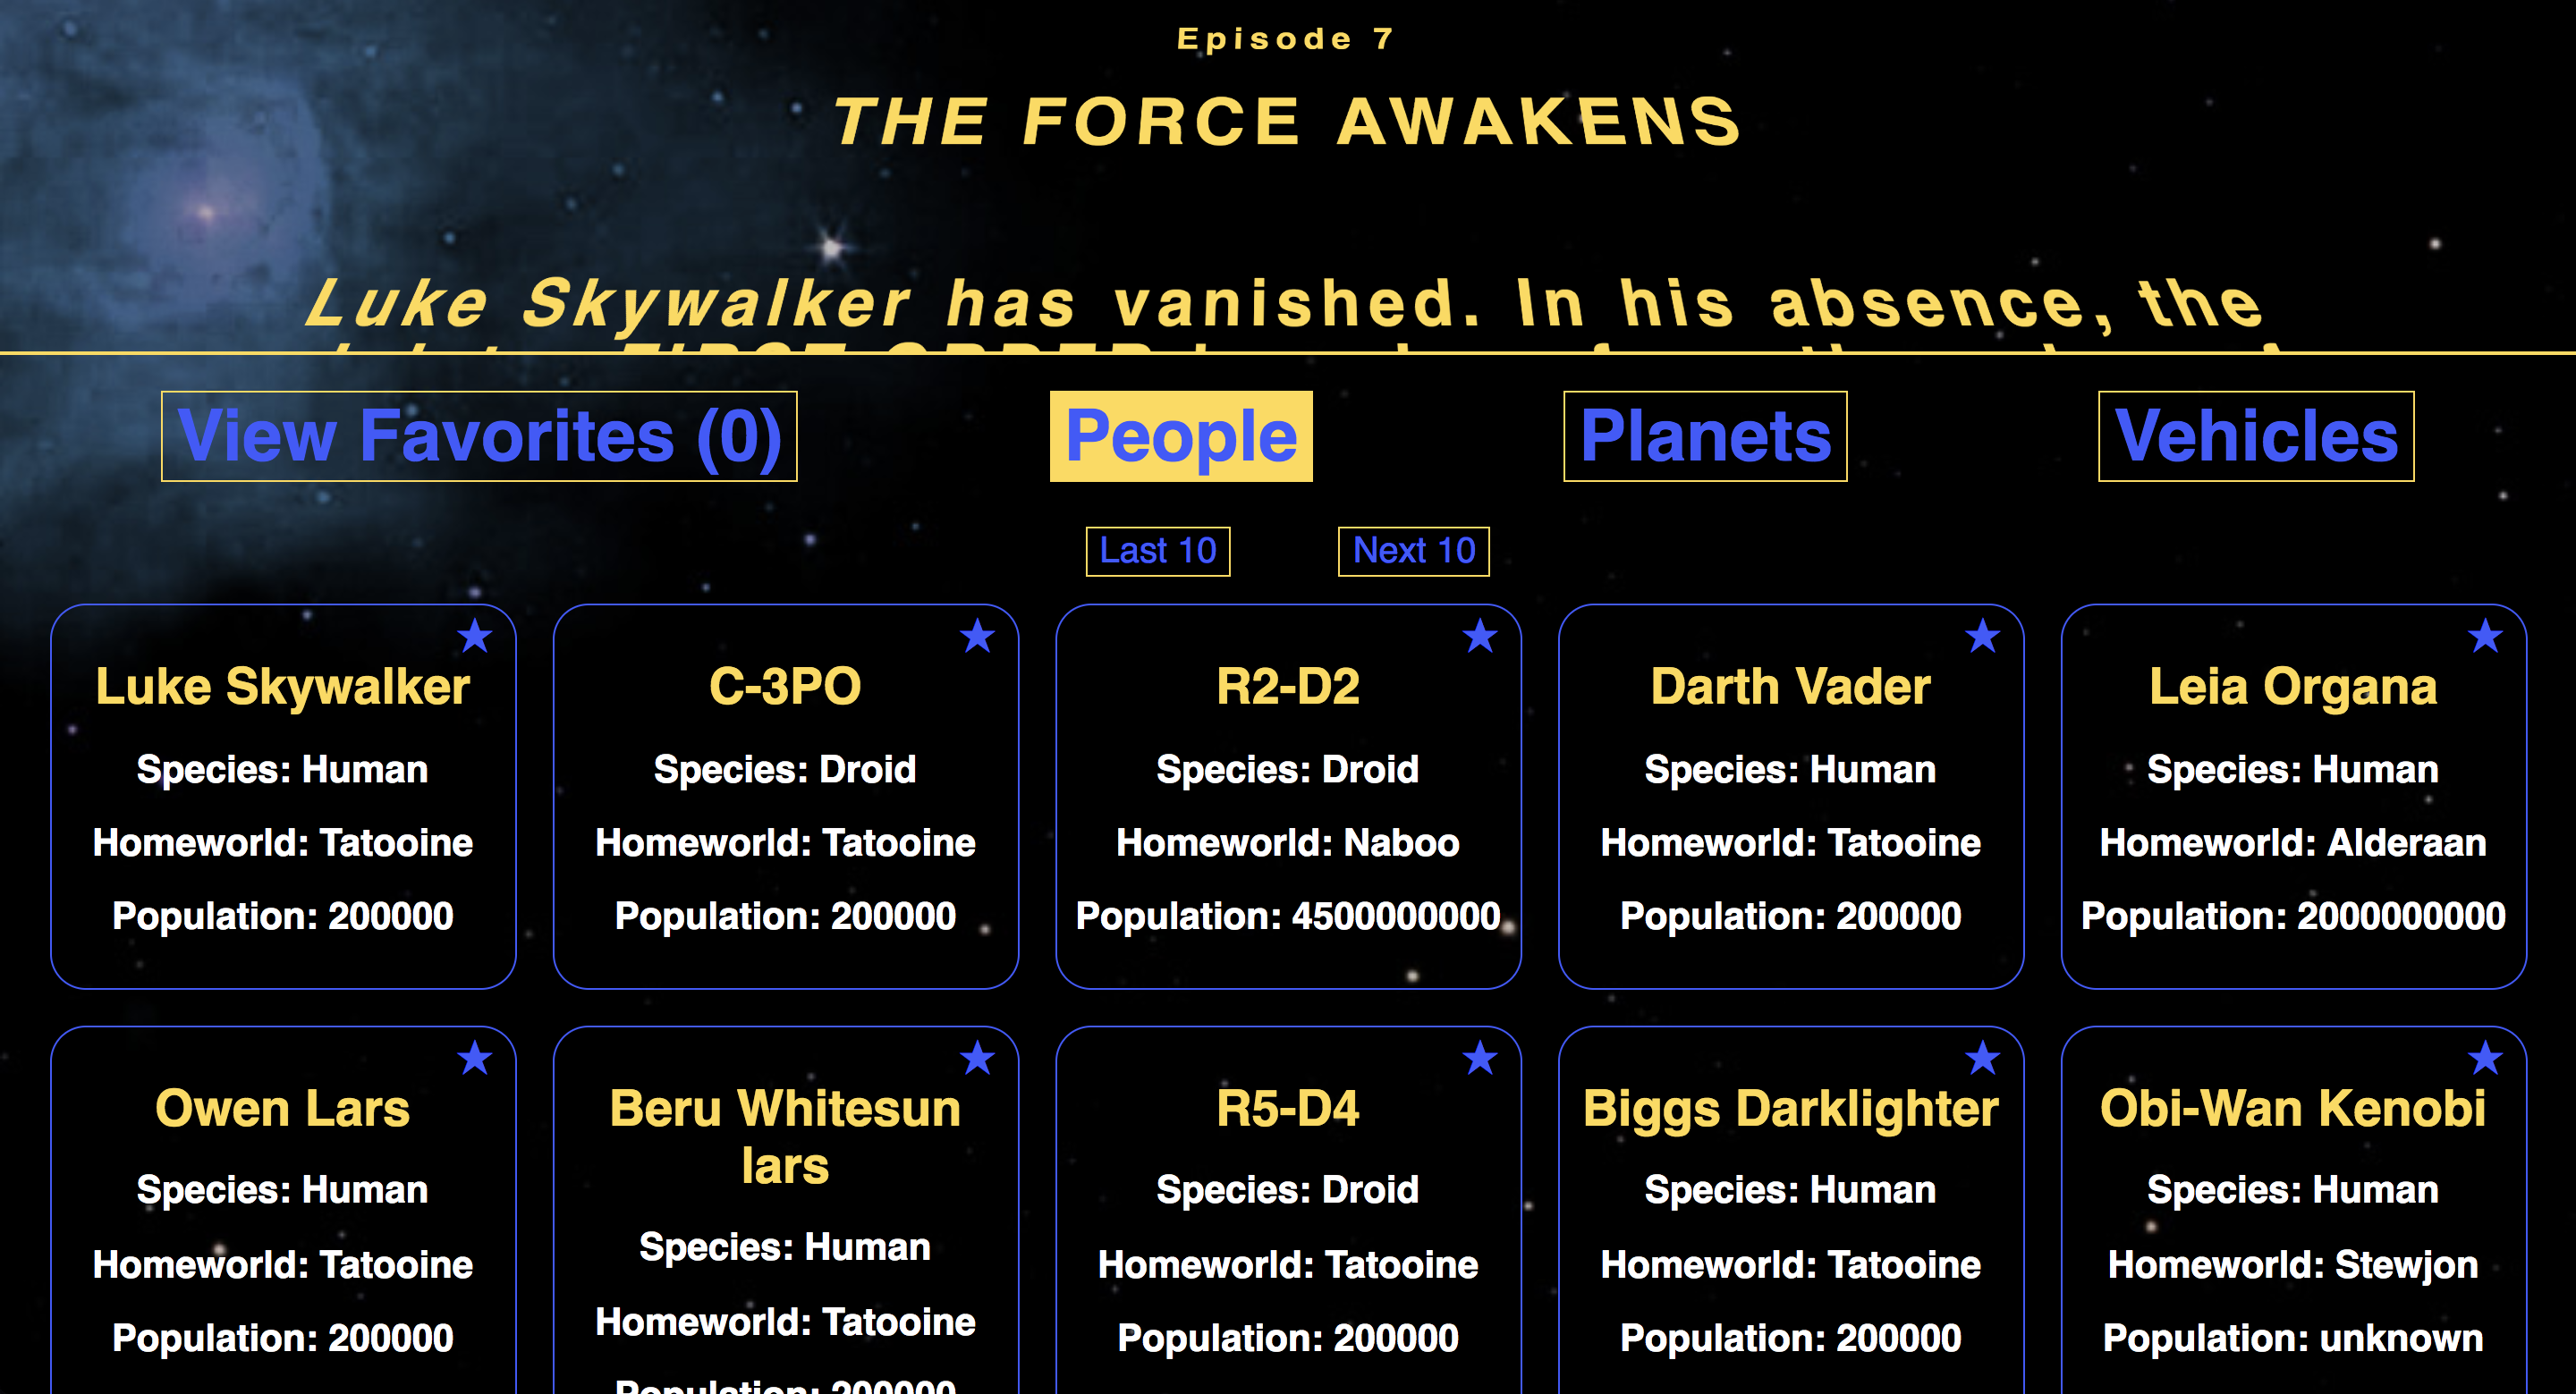 Episode 7
THE FORCE AWAKENS
Luke Skywalker has vanished. In his absence, the
FIRST ORDER
View Favorites (0) People Planets Vehicles
Last 10 Next 10
Luke Skywalker
Species: Human
Homeworld: Tatooine
Population: 200000
C-3PO
Species: Droid
Homeworld: Tatooine
Population: 200000
R2-D2
Species: Droid
Homeworld: Naboo
Population: 4500000000
Darth Vader
Species: Human
Homeworld: Tatooine
Population: 200000
Leia Organa
Species: Human
Homeworld: Alderaan
Population: 2000000000
Owen Lars
Species: Human
Homeworld: Tatooine
Population: 200000
Beru Whitesun
lars
Species: Human
Homeworld: Tatooine
Population: 200000
R5-D4
Species: Droid
Homeworld: Tatooine
Population: 200000
Biggs Darklighter
Species: Human
Homeworld: Tatooine
Population: 200000
Obi-Wan Kenobi
Species: Human
Homeworld: Stewjon
Population: unknown